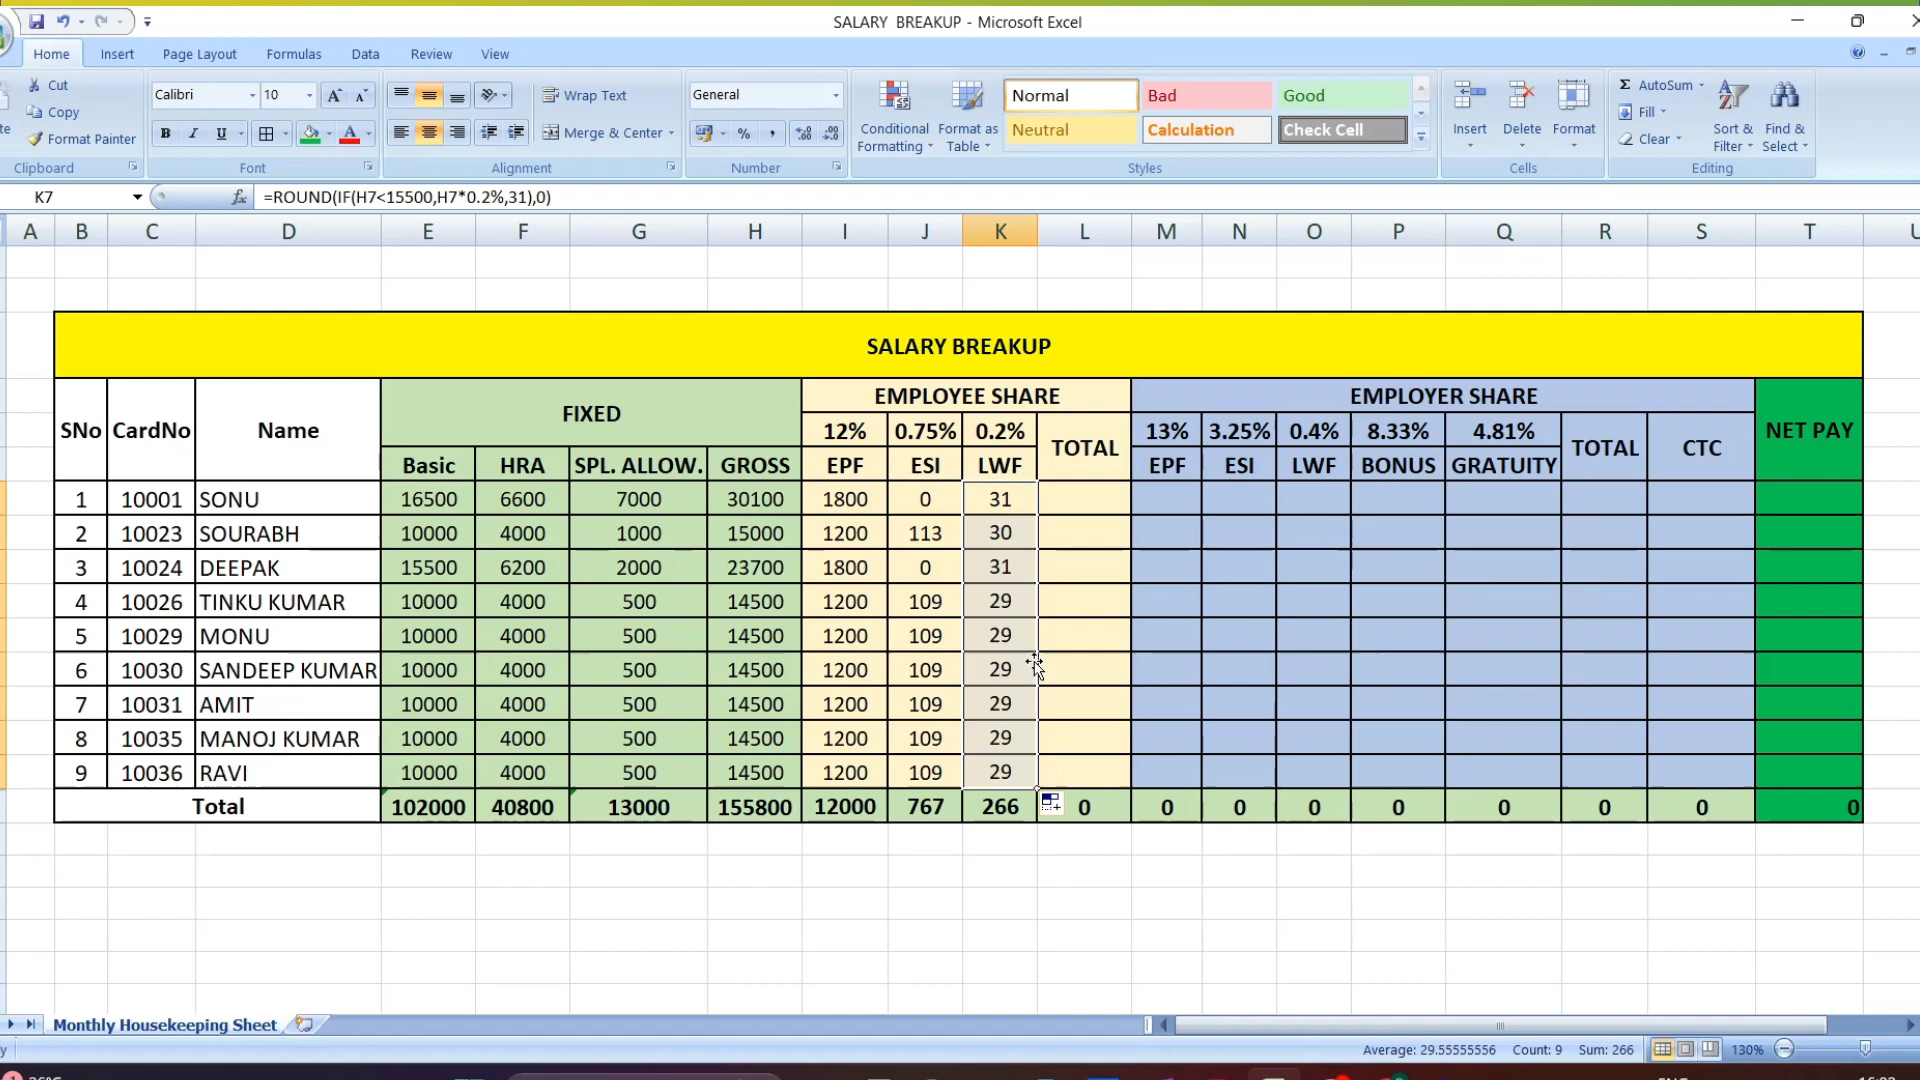 SALARY BREAKUP - Microsoft Excel
Home Insert Page Layout Formulas Data Review View
Cut
Copy
Format Painter
Clipboard
Calibri 10
B I U
Font
Wrap Text
Merge & Center
Alignment
General
Number
Conditional Formatting
Format as Table
Normal Bad Good
Neutral Calculation Check Cell
Styles
Insert Delete Format
Cells
Σ AutoSum
Fill
Clear
Sort & Filter
Find & Select
Editing
K7 fx =ROUND(IF(H7<15500,H7*0.2%,31),0)
A B C D E F G H I J K L M N O P Q R S T U
SALARY BREAKUP
SNo CardNo Name FIXED EMPLOYEE SHARE EMPLOYER SHARE NET PAY
12% 0.75% 0.2% TOTAL 13% 3.25% 0.4% 8.33% 4.81% TOTAL CTC
Basic HRA SPL. ALLOW. GROSS EPF ESI LWF EPF ESI LWF BONUS GRATUITY
1 10001 SONU 16500 6600 7000 30100 1800 0 31
2 10023 SOURABH 10000 4000 1000 15000 1200 113 30
3 10024 DEEPAK 15500 6200 2000 23700 1800 0 31
4 10026 TINKU KUMAR 10000 4000 500 14500 1200 109 29
5 10029 MONU 10000 4000 500 14500 1200 109 29
6 10030 SANDEEP KUMAR 10000 4000 500 14500 1200 109 29
7 10031 AMIT 10000 4000 500 14500 1200 109 29
8 10035 MANOJ KUMAR 10000 4000 500 14500 1200 109 29
9 10036 RAVI 10000 4000 500 14500 1200 109 29
Total 102000 40800 13000 155800 12000 767 266 0 0 0 0 0 0 0 0 0
Monthly Housekeeping Sheet
Average: 29.55555556 Count: 9 Sum: 266 130%